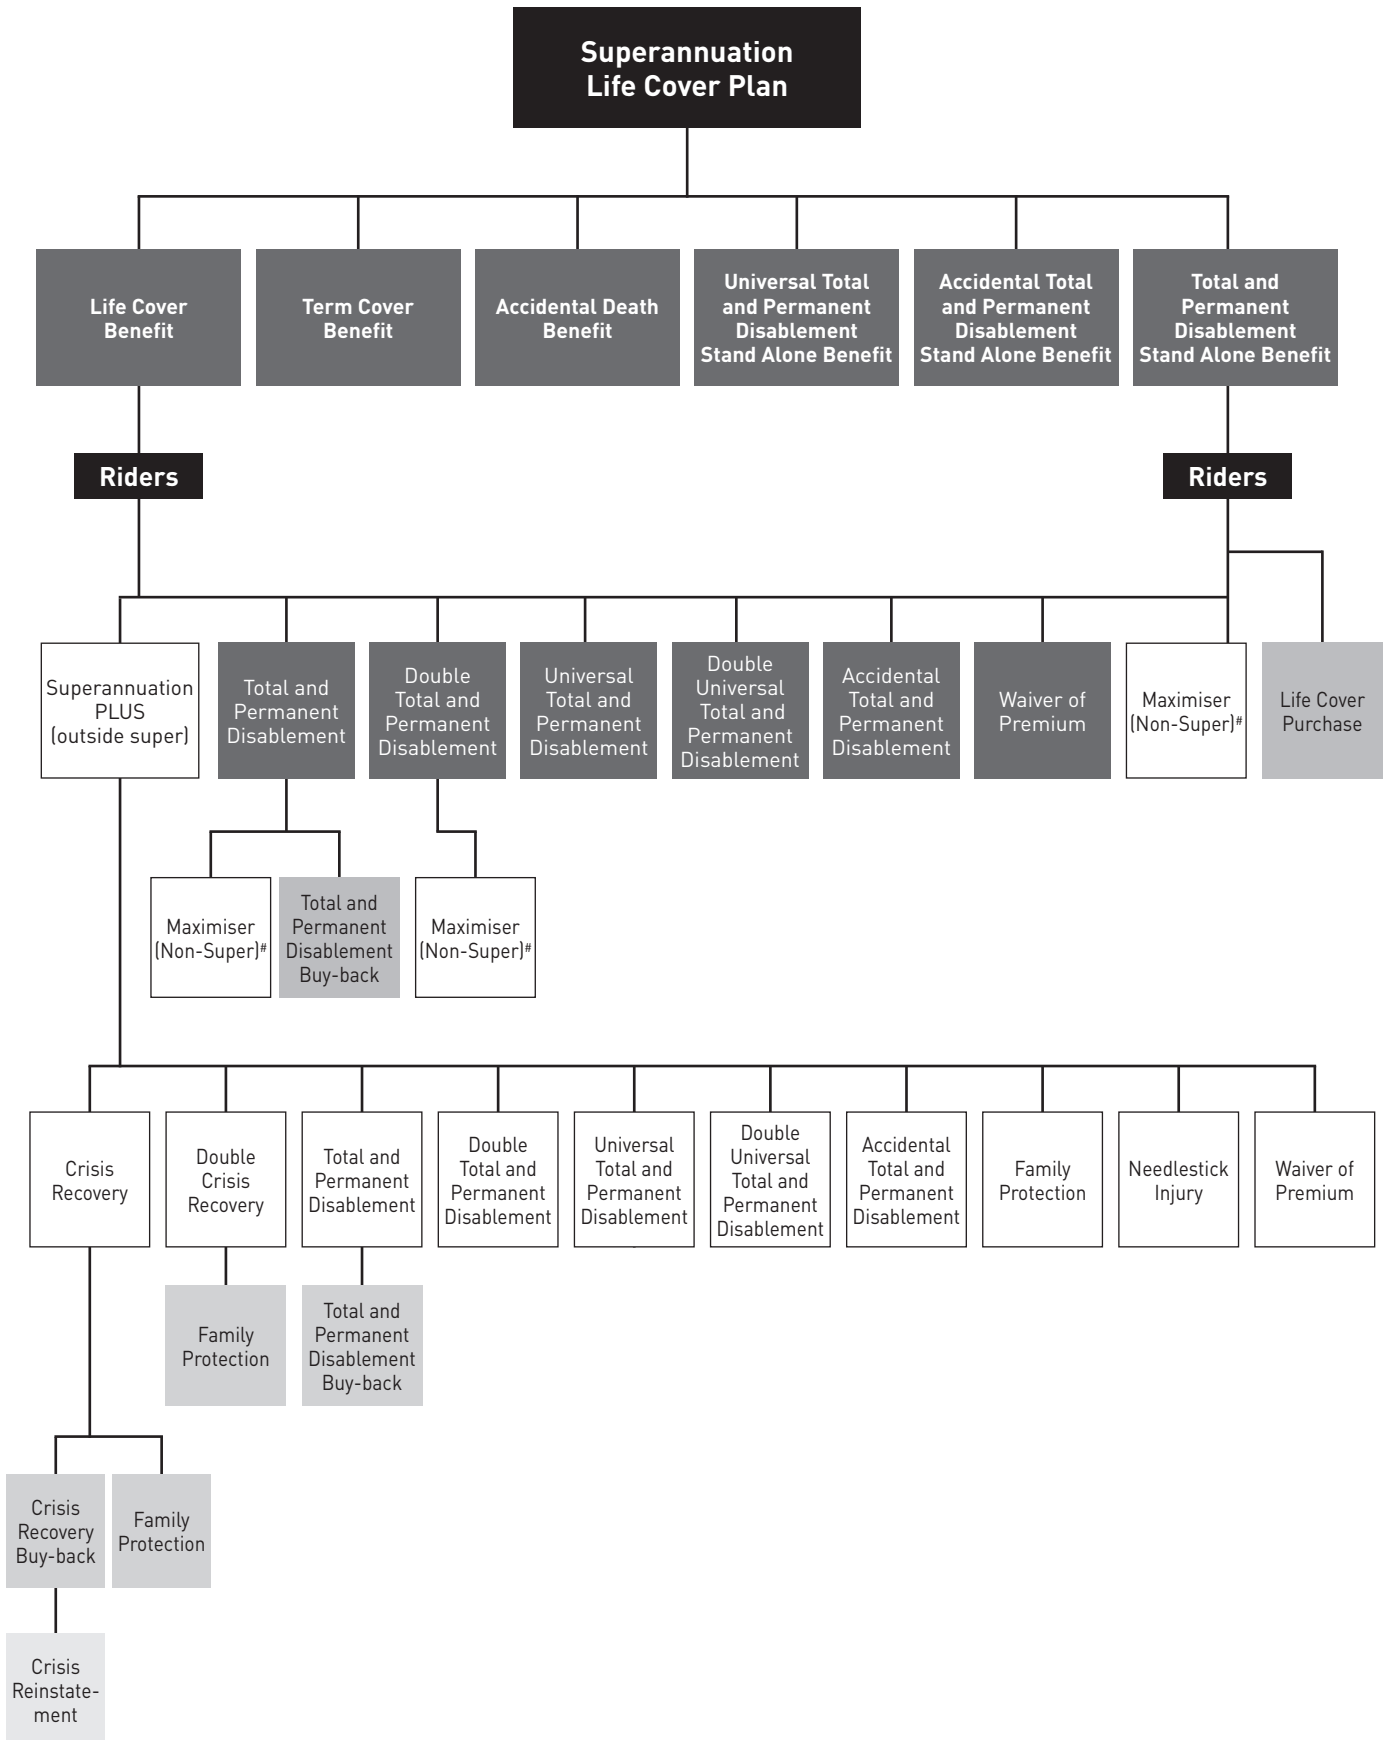 Superannuation
Life Cover Plan
Life Cover
Benefit
Term Cover
Benefit
Accidental Death
Benefit
Universal Total
and Permanent
Disablement
Stand Alone Benefit
Accidental Total
and Permanent
Disablement
Stand Alone Benefit
Total and
Permanent
Disablement
Stand Alone Benefit
Riders
Riders
Superannuation
PLUS
(outside super)
Total and
Permanent
Disablement
Double
Total and
Permanent
Disablement
Universal
Total and
Permanent
Disablement
Double
Universal
Total and
Permanent
Disablement
Accidental
Total and
Permanent
Disablement
Waiver of
Premium
Maximiser
(Non-Super)#
Life Cover
Purchase
Maximiser
(Non-Super)#
Total and
Permanent
Disablement
Buy-back
Maximiser
(Non-Super)#
Crisis
Recovery
Double
Crisis
Recovery
Total and
Permanent
Disablement
Double
Total and
Permanent
Disablement
Universal
Total and
Permanent
Disablement
Double
Universal
Total and
Permanent
Disablement
Accidental
Total and
Permanent
Disablement
Family
Protection
Needlestick
Injury
Waiver of
Premium
Family
Protection
Total and
Permanent
Disablement
Buy-back
Crisis
Recovery
Buy-back
Family
Protection
Crisis
Reinstate-
ment